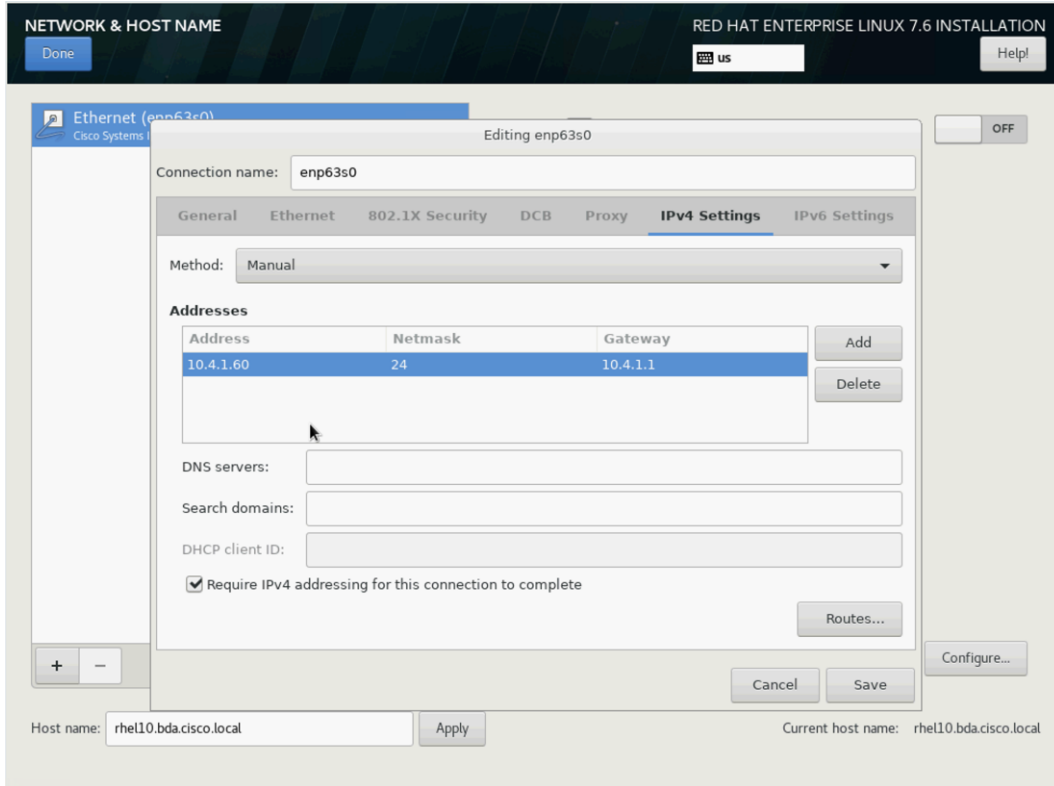 NETWORK & HOST NAME
RED HAT ENTERPRISE LINUX 7.6 INSTALLATION
Done
us
Help!
Ethernet (enp63s0)
Cisco Systems
OFF
Editing enp63s0
Connection name: enp63s0
General Ethernet 802.1X Security DCB Proxy IPv4 Settings IPv6 Settings
Method: Manual
Addresses
Address Netmask Gateway
10.4.1.60 24 10.4.1.1
Add
Delete
DNS servers:
Search domains:
DHCP client ID:
Require IPv4 addressing for this connection to complete
Routes...
+ − Configure...
Cancel Save
Host name: rhel10.bda.cisco.local Apply Current host name: rhel10.bda.cisco.local